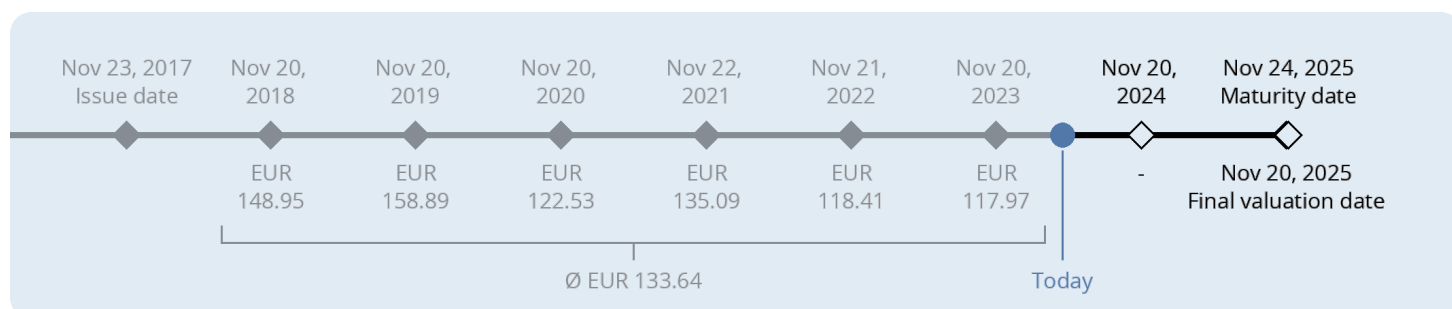 Nov 23, 2017
Issue date
Nov 20,
2018
Nov 20,
2019
Nov 20,
2020
Nov 22,
2021
Nov 21,
2022
Nov 20,
2023
Nov 20,
2024
Nov 24, 2025
Maturity date
EUR
148.95
EUR
158.89
EUR
122.53
EUR
135.09
EUR
118.41
EUR
117.97
-
Nov 20, 2025
Final valuation date
Ø EUR 133.64
Today